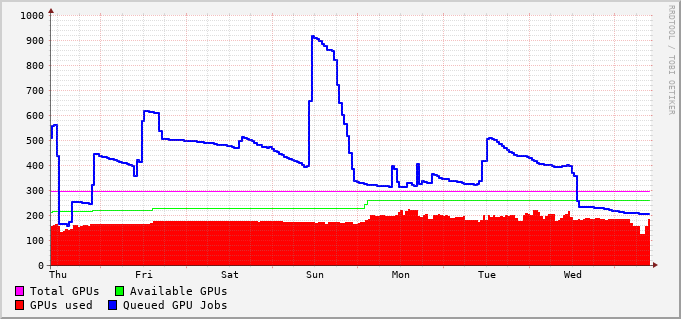 1000
900
800
700
600
500
400
300
200
100
0
Thu Fri Sat Sun Mon Tue Wed
Total GPUs Available GPUs
GPUs used Queued GPU Jobs
RRDTOOL / TOBI OETIKER